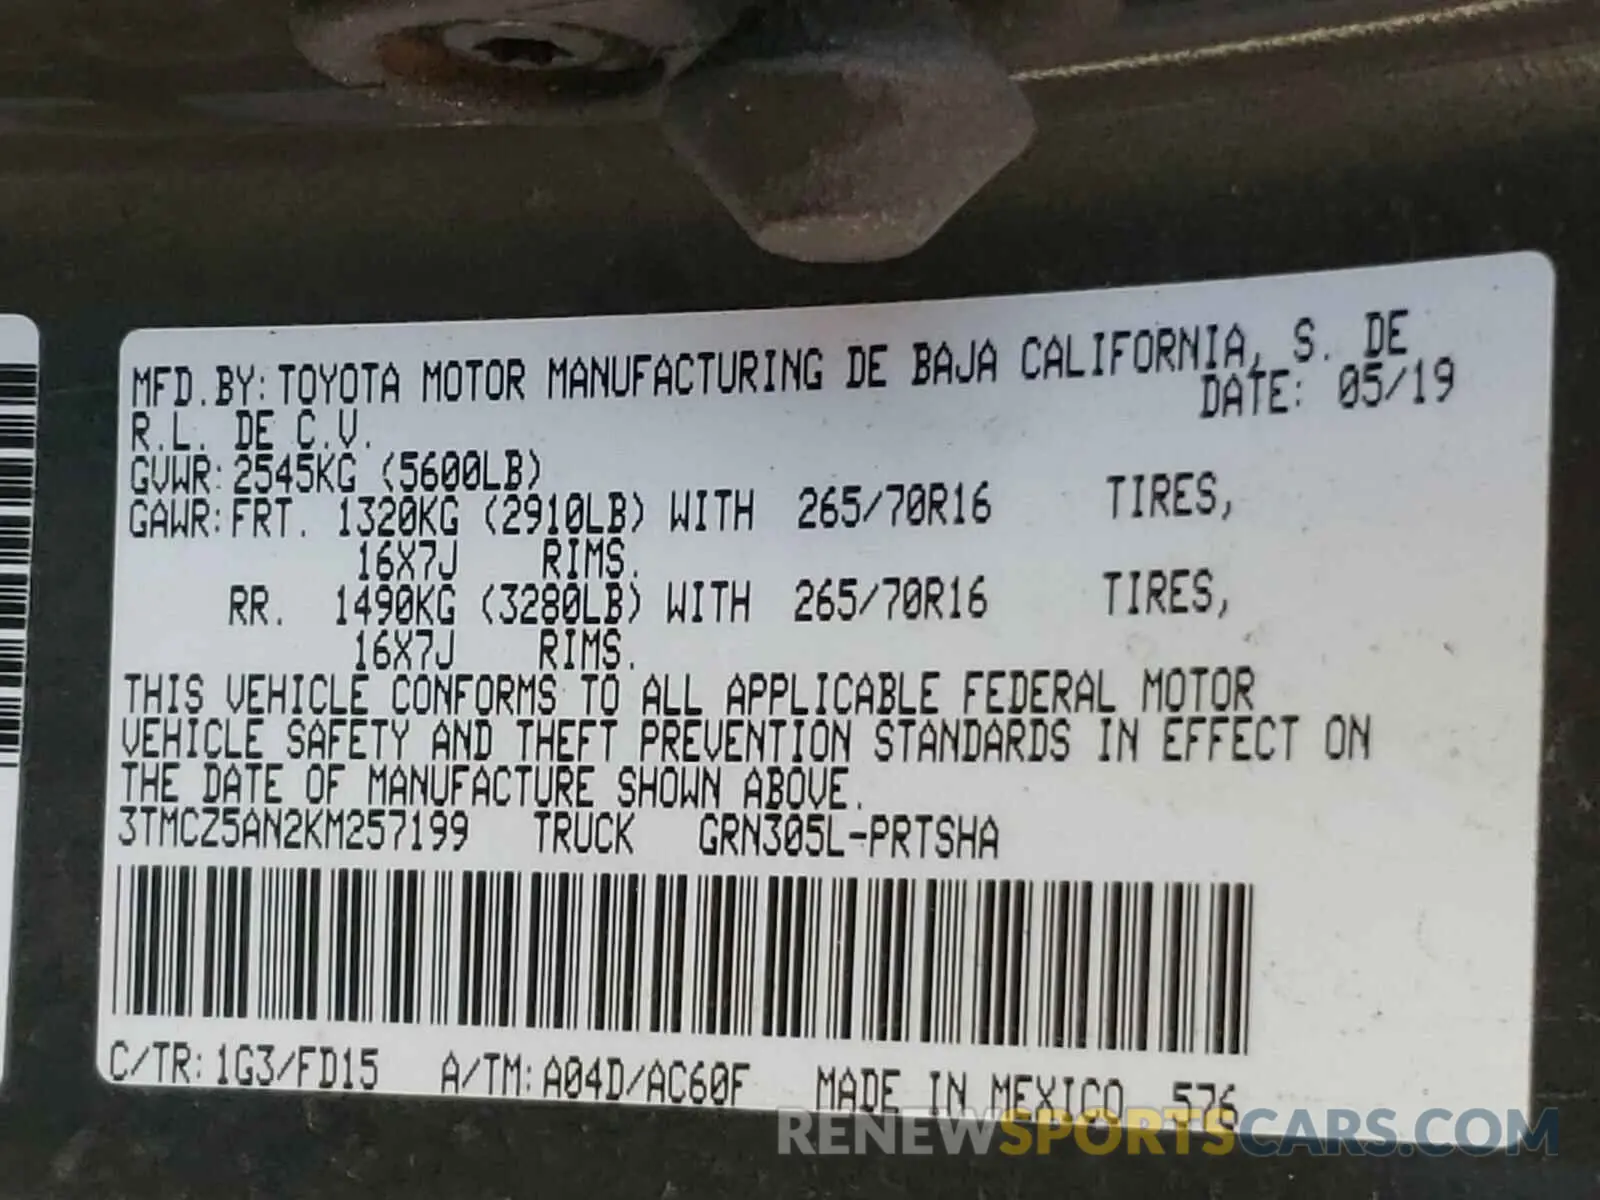 MFD.BY:TOYOTA MOTOR MANUFACTURING DE BAJA CALIFORNIA, S. DE
R.L. DE C.V. DATE: 05/19
GVWR:2545KG (5600LB)
GAWR:FRT. 1320KG (2910LB) WITH 265/70R16 TIRES,
16X7J RIMS.
RR. 1490KG (3280LB) WITH 265/70R16 TIRES,
16X7J RIMS.
THIS VEHICLE CONFORMS TO ALL APPLICABLE FEDERAL MOTOR
VEHICLE SAFETY AND THEFT PREVENTION STANDARDS IN EFFECT ON
THE DATE OF MANUFACTURE SHOWN ABOVE.
3TMCZ5AN2KM257199 TRUCK GRN305L-PRTSHA
C/TR:1G3/FD15 A/TM:A04D/AC60F MADE IN MEXICO 576
RENEWSPORTSCARS.COM